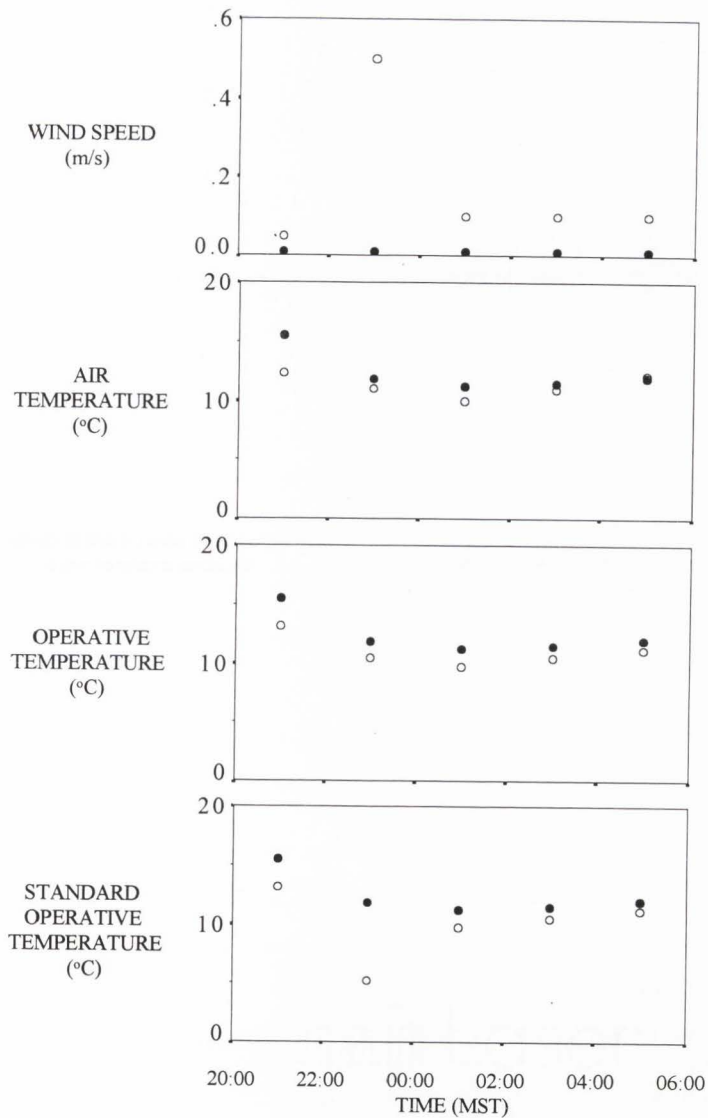 .6
.4
.2
0.0
WIND SPEED
(m/s)
20
10
0
AIR
TEMPERATURE
(°C)
20
10
0
OPERATIVE
TEMPERATURE
(°C)
20
10
0
STANDARD
OPERATIVE
TEMPERATURE
(°C)
20:00 22:00 00:00 02:00 04:00 06:00
TIME (MST)